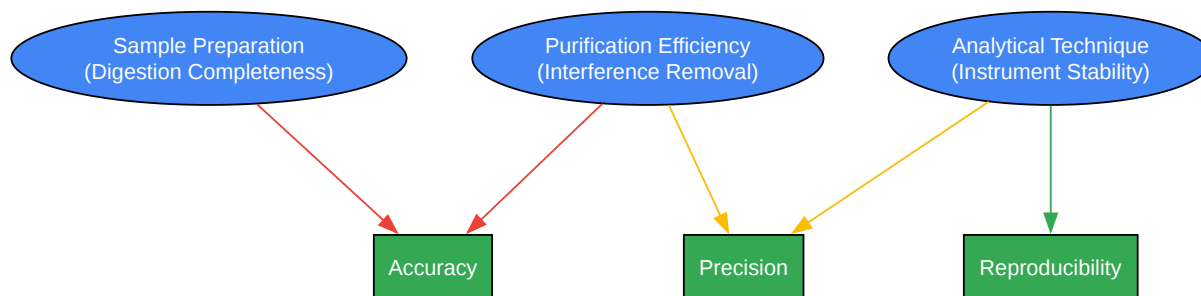 Sample Preparation
(Digestion Completeness)
Purification Efficiency
(Interference Removal)
Analytical Technique
(Instrument Stability)
Accuracy
Precision
Reproducibility